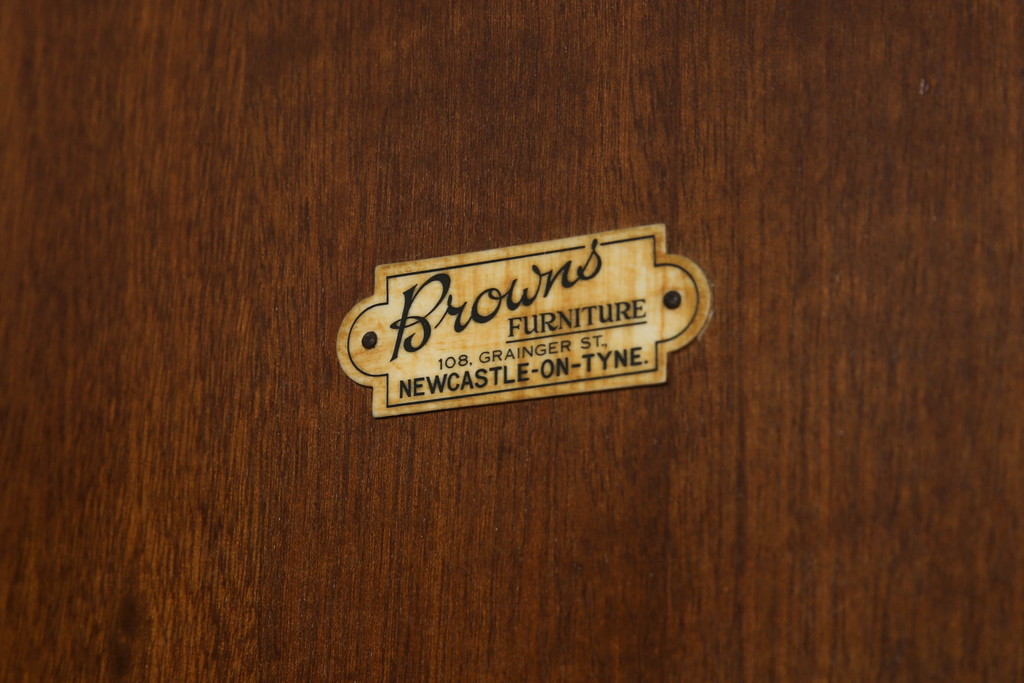 Browns
FURNITURE
108, GRAINGER ST.,
NEWCASTLE-ON-TYNE.